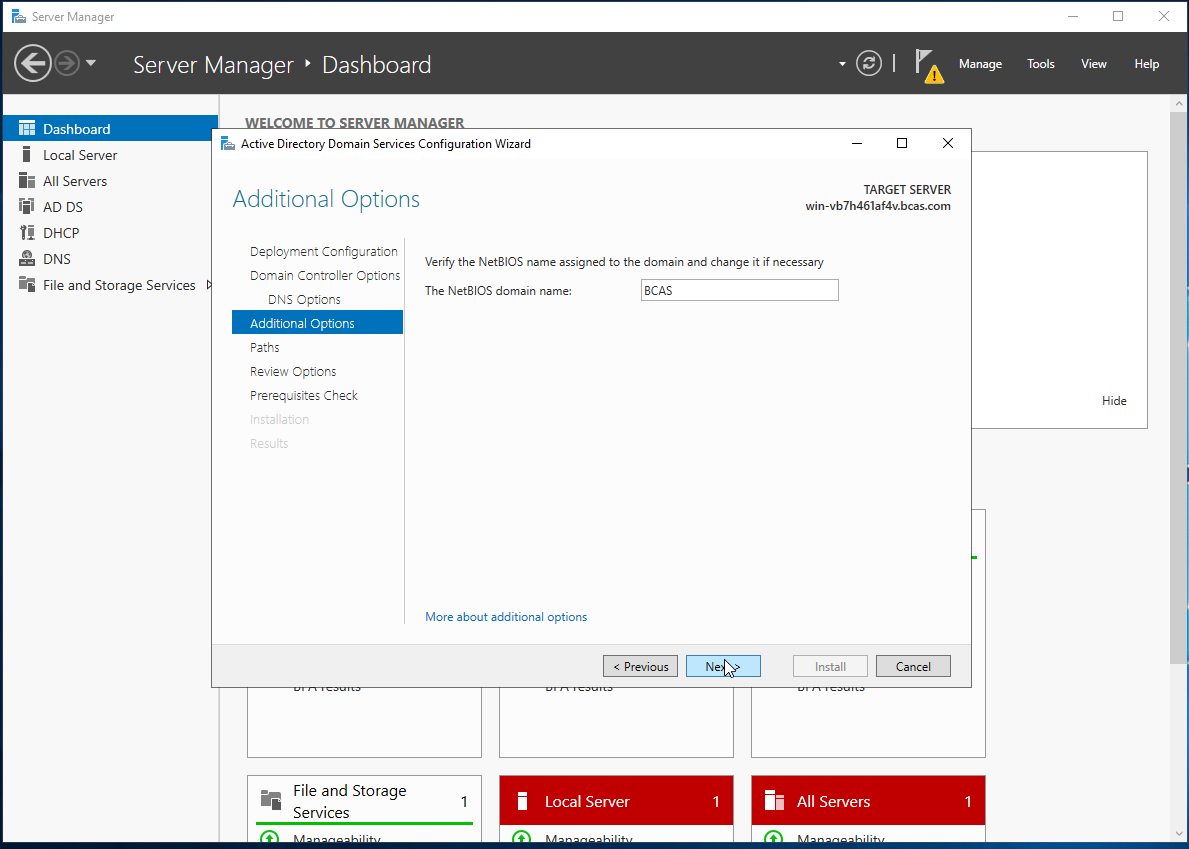 Server Manager
Server Manager Dashboard
Manage Tools View Help
Dashboard
Local Server
All Servers
AD DS
DHCP
DNS
File and Storage Services
WELCOME TO SERVER MANAGER
Hide
Active Directory Domain Services Configuration Wizard
Additional Options
TARGET SERVER
win-vb7h461af4v.bcas.com
Deployment Configuration
Domain Controller Options
DNS Options
Additional Options
Paths
Review Options
Prerequisites Check
Installation
Results
Verify the NetBIOS name assigned to the domain and change it if necessary
The NetBIOS domain name: BCAS
More about additional options
< Previous Next > Install Cancel
BPA results BPA results BPA results
File and Storage
Services 1
Local Server 1
All Servers 1
Manageability Manageability Manageability